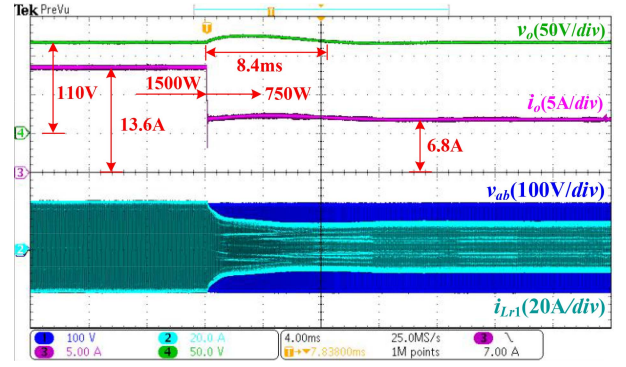 Tek PreVu
T
vo(50V/div)
8.4ms
1500W
750W
110V
io(5A/div)
13.6A
4
6.8A
3
vab(100V/div)
2
iLr1(20A/div)
1 100 V 2 20.0 A 4.00ms 25.0MS/s 3 \
3 5.00 A 4 50.0 V T→▼7.83800ms 1M points 7.00 A